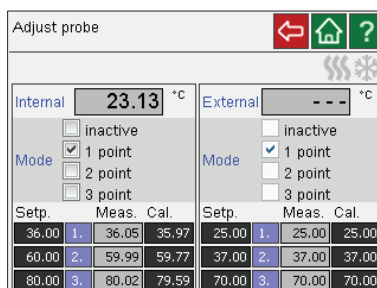 Adjust probe ?
Internal 23.13 °C External --- °C
Mode inactive Mode inactive
1 point 1 point
2 point 2 point
3 point 3 point
Setp. Meas. Cal. Setp. Meas. Cal.
36.00 1. 36.05 35.97 25.00 1. 25.00 25.00
60.00 2. 59.99 59.77 37.00 2. 37.00 37.00
80.00 3. 80.02 79.59 70.00 3. 70.00 70.00